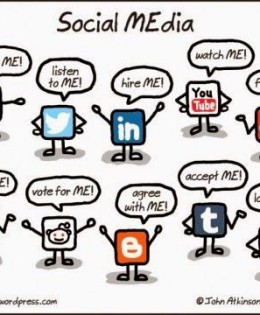 Social MEdia
ME!
listen
to ME!
hire ME!
watch ME!
in
You
Tube
vote for ME!
agree
with ME!
accept ME!
t
wordpress.com
© John Atkinson